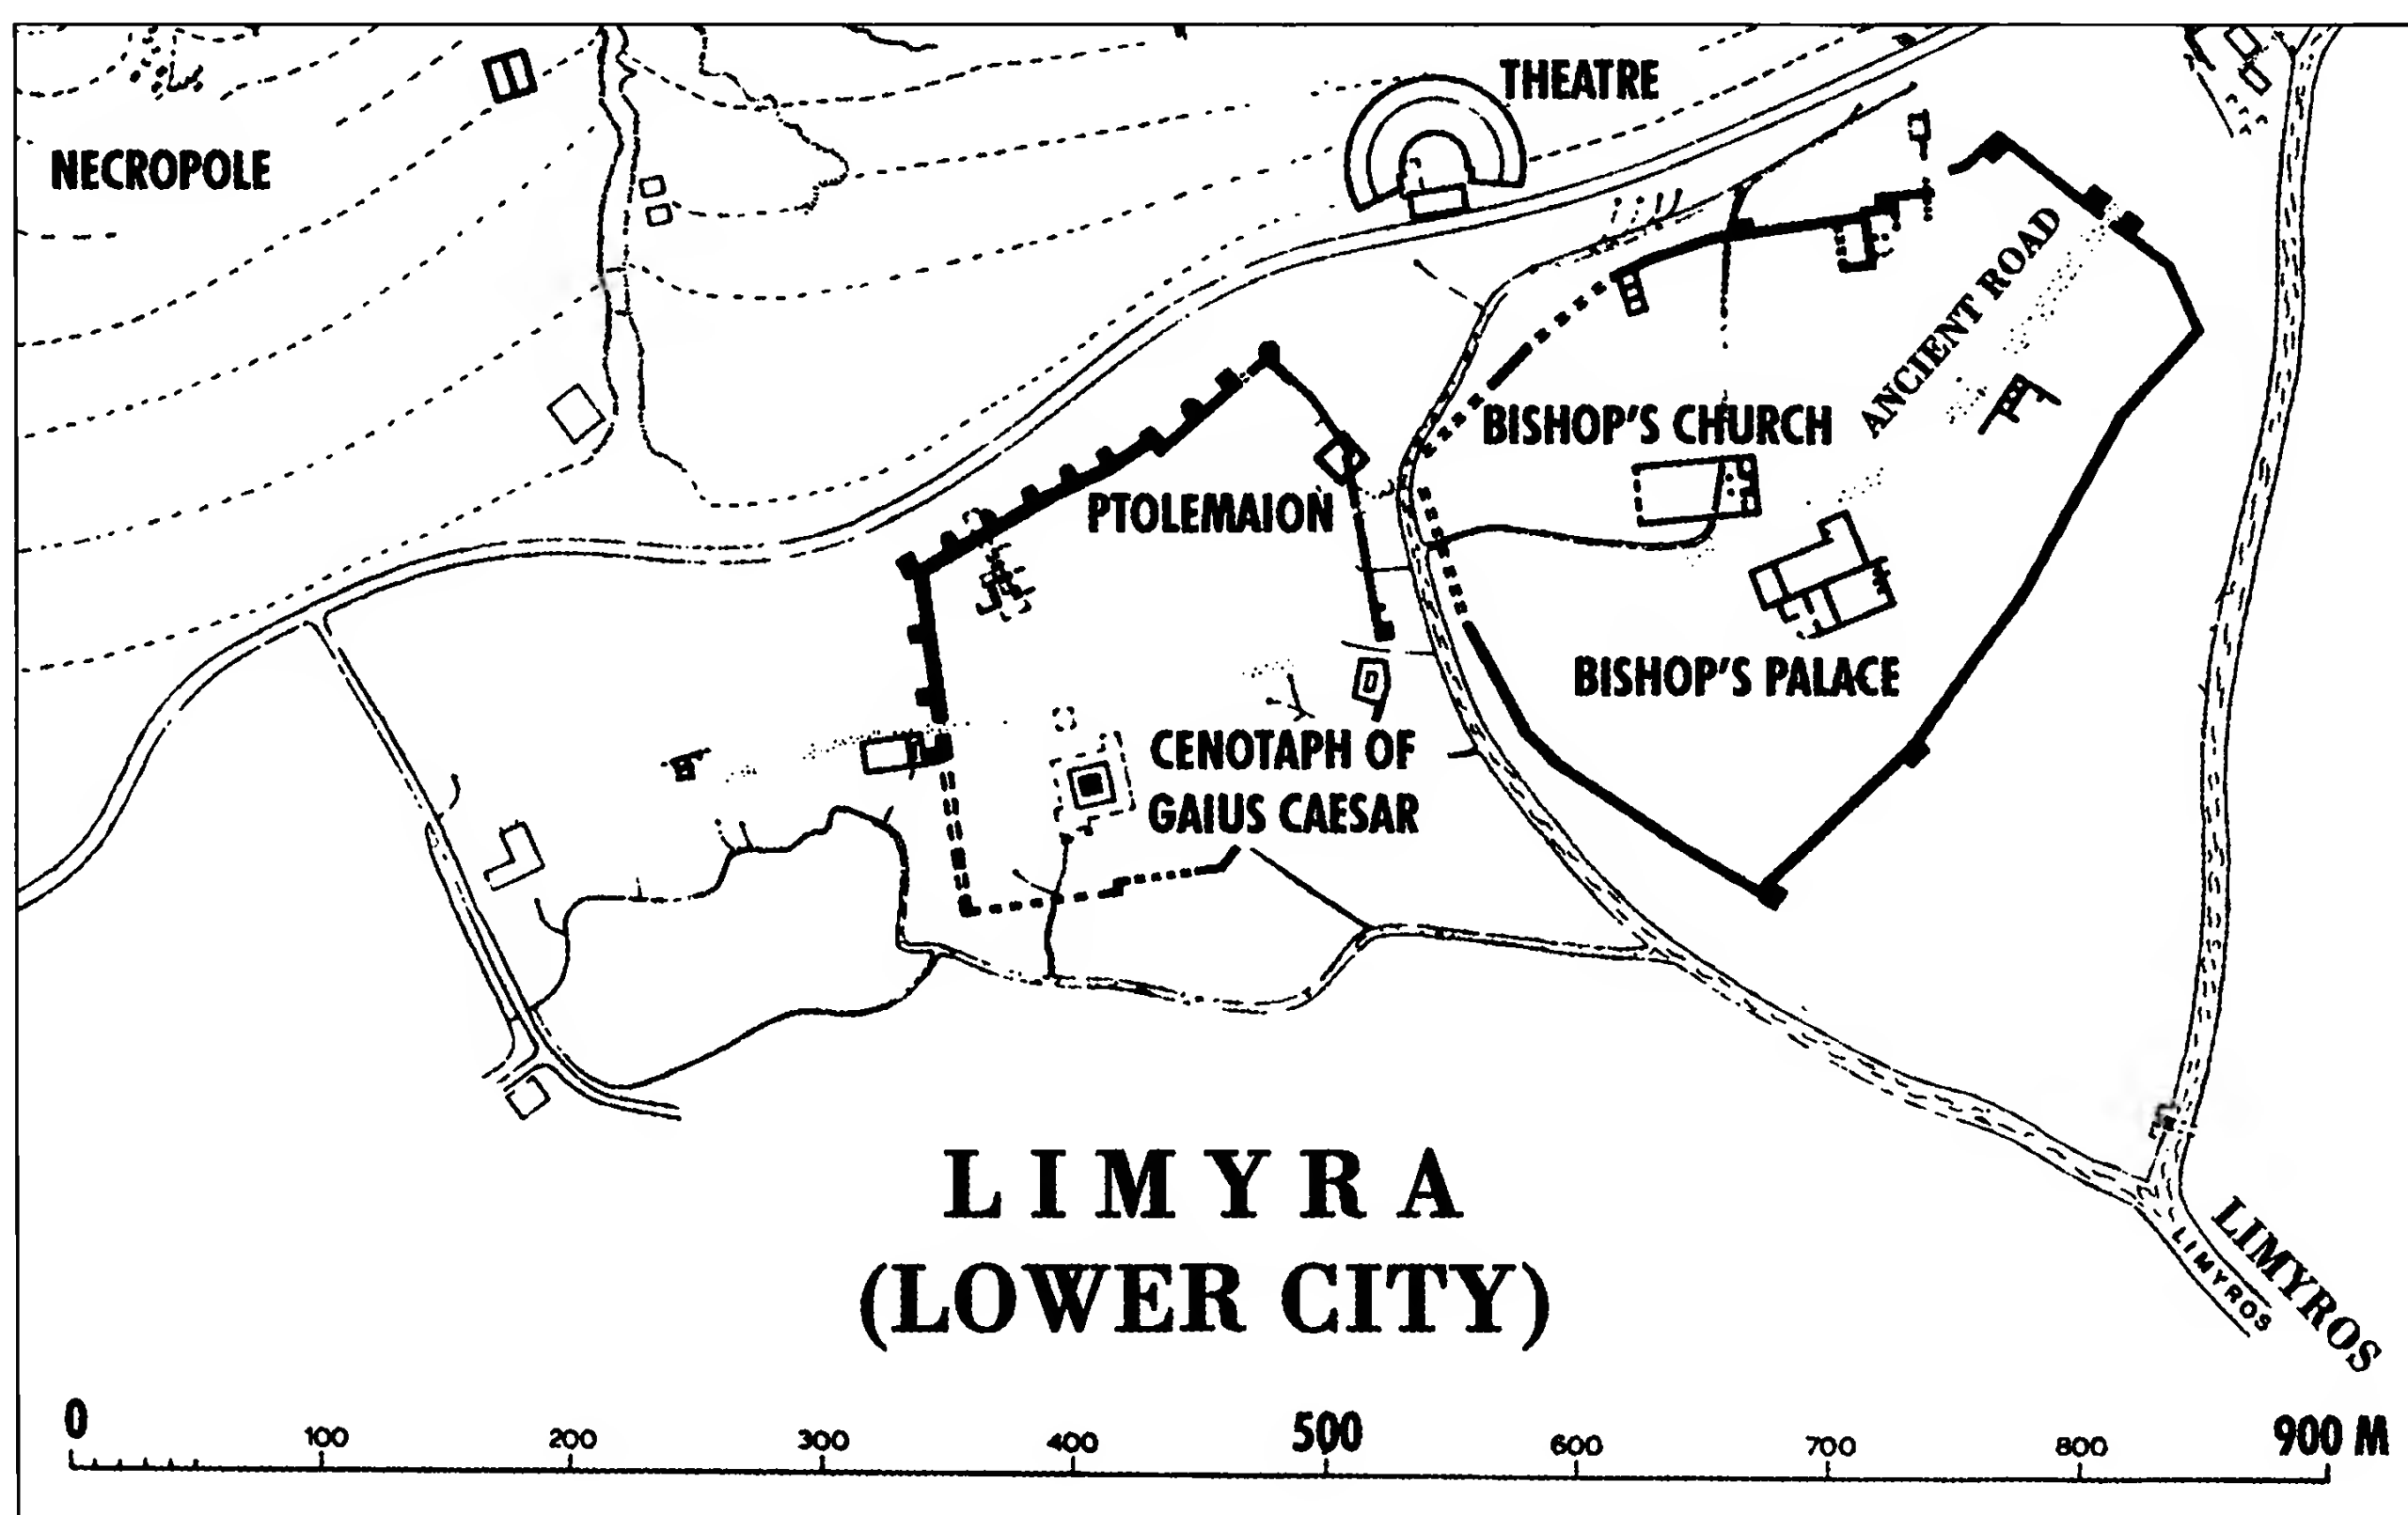 THEATRE
NECROPOLE
ANCIENT ROAD
BISHOP'S CHURCH
PTOLEMAION
BISHOP'S PALACE
CENOTAPH OF
GAIUS CAESAR
LIMYRA
(LOWER CITY)
LIMYROS
LIMYROS
0 100 200 300 400 500 600 700 800 900 M